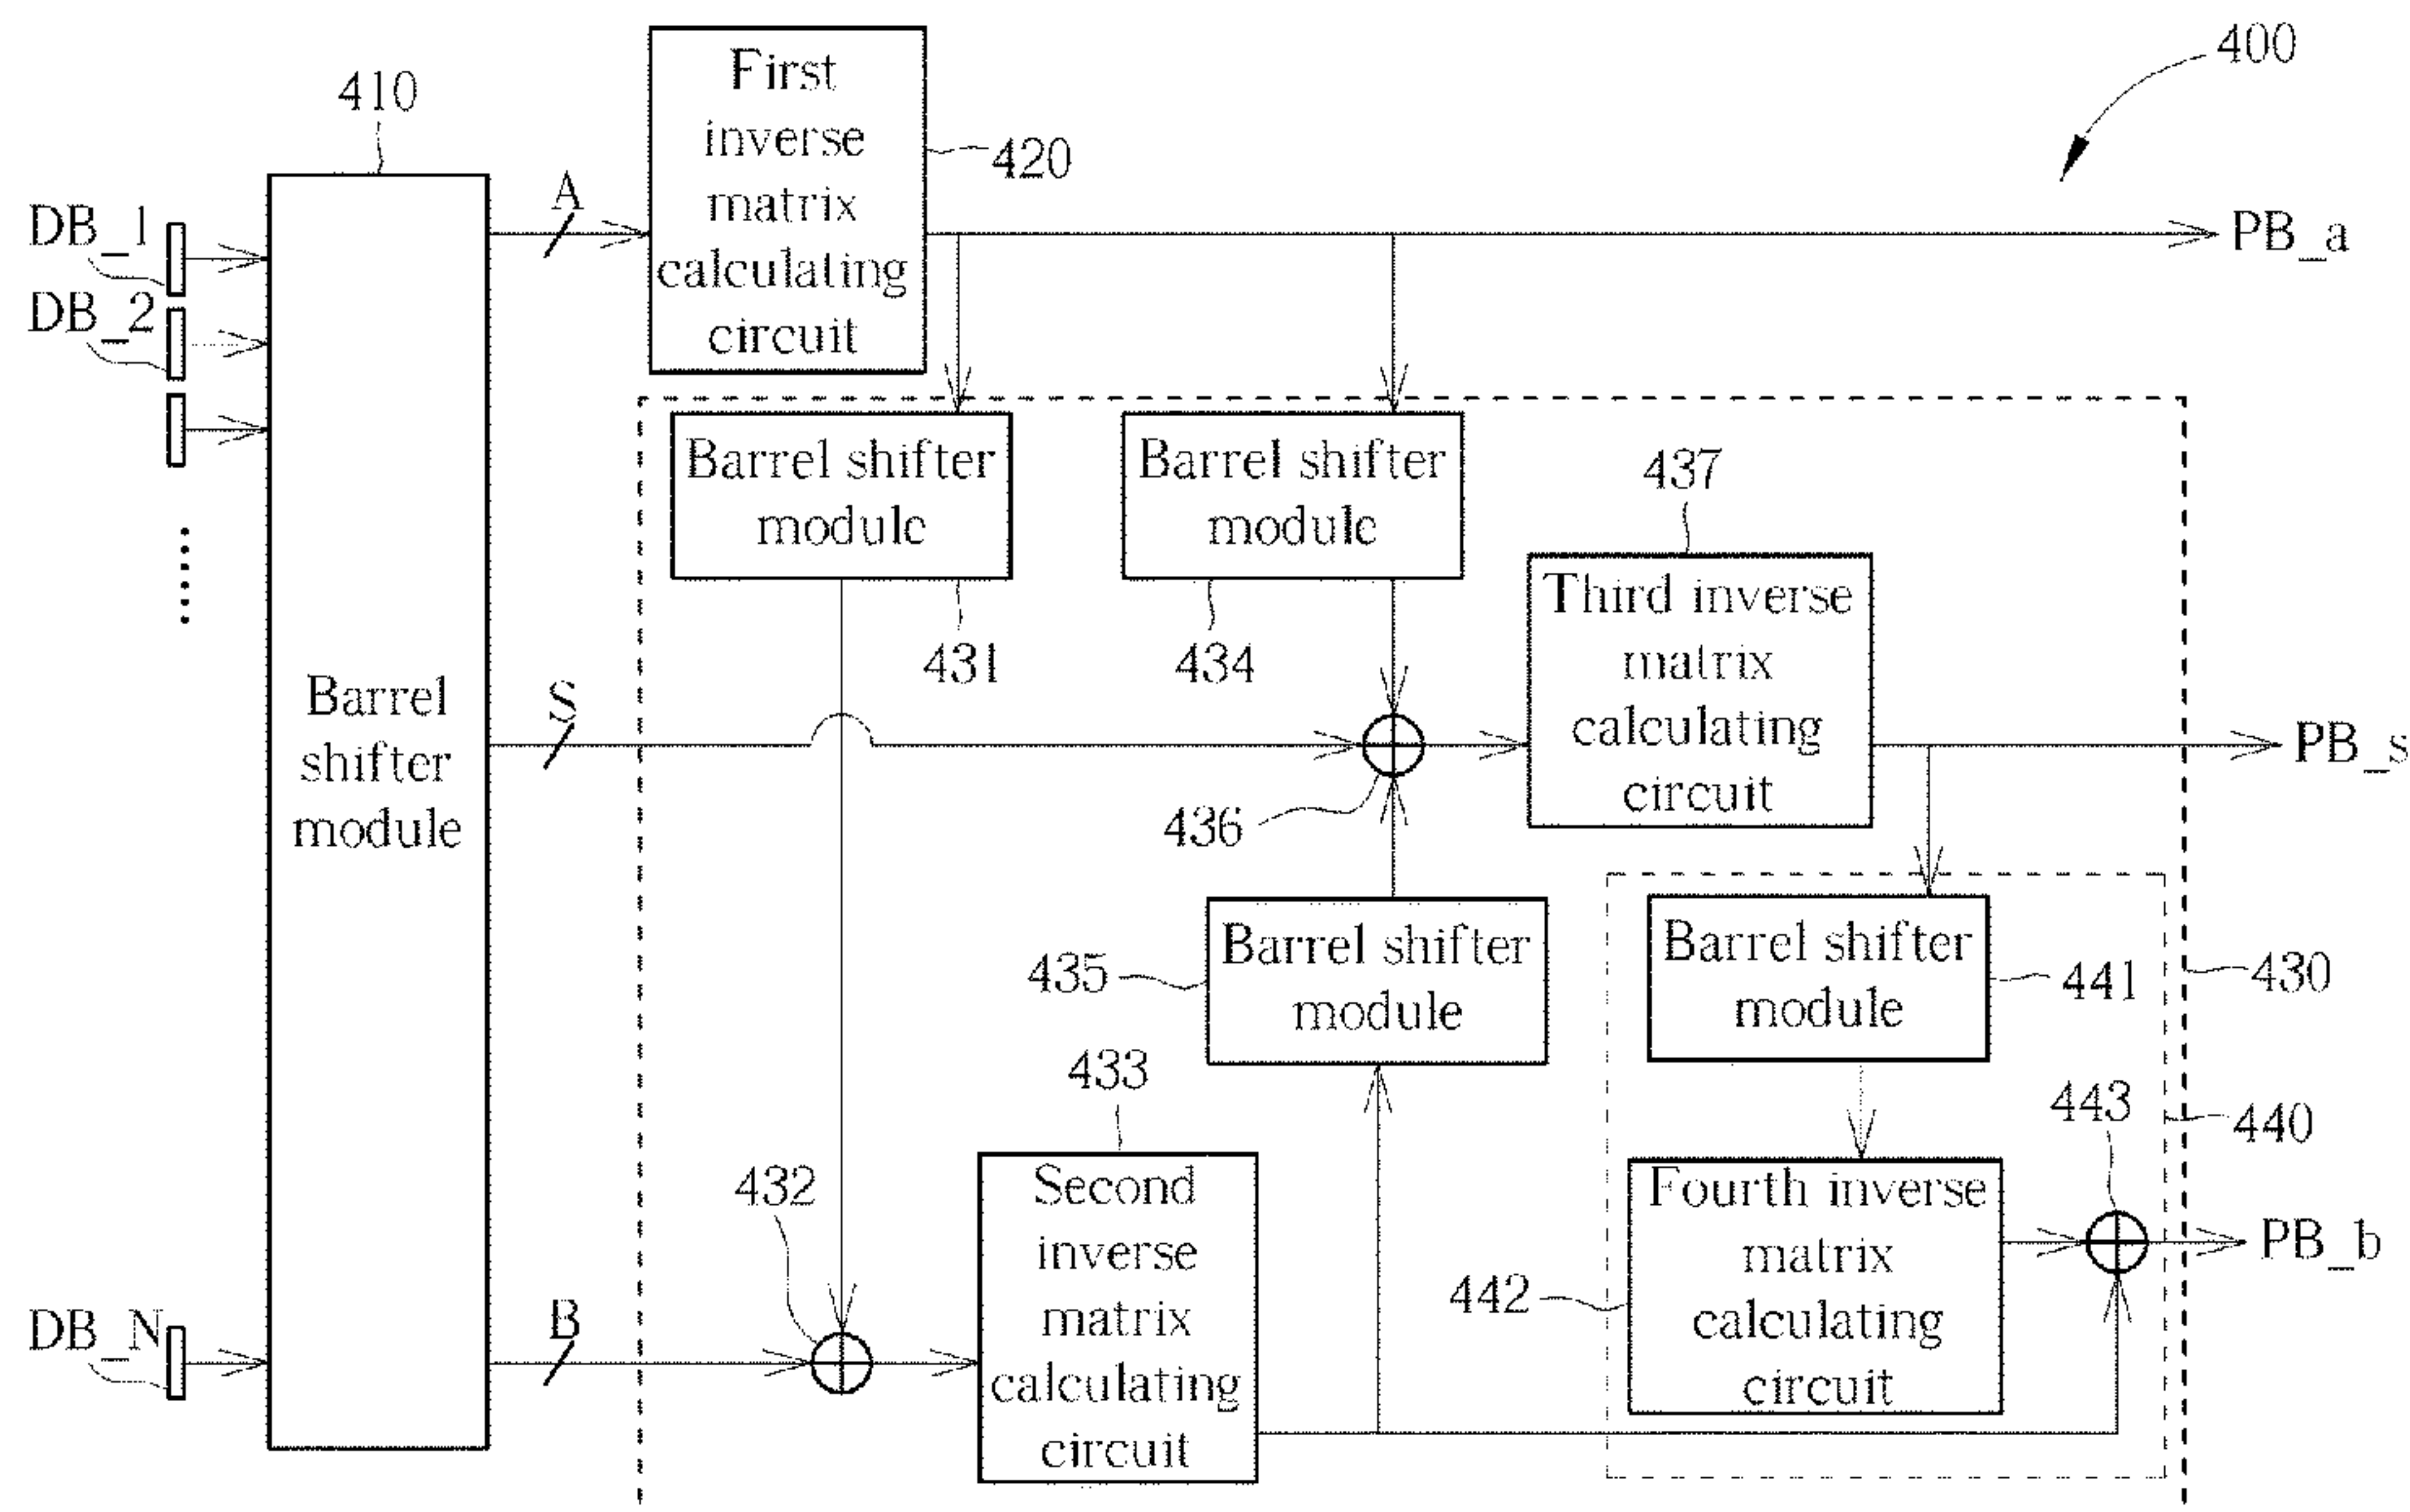 400
410
First
inverse
matrix
calculating
circuit
420
A
DB_1
PB_a
DB_2
Barrel shifter
module
431
Barrel shifter
module
434
437
Third inverse
matrix
calculating
circuit
Barrel
shifter
module
S
436
PB_s
435
Barrel shifter
module
Barrel shifter
module
441
430
433
443
440
432
Second
inverse
matrix
calculating
circuit
Fourth inverse
matrix
calculating
circuit
442
PB_b
DB_N
B